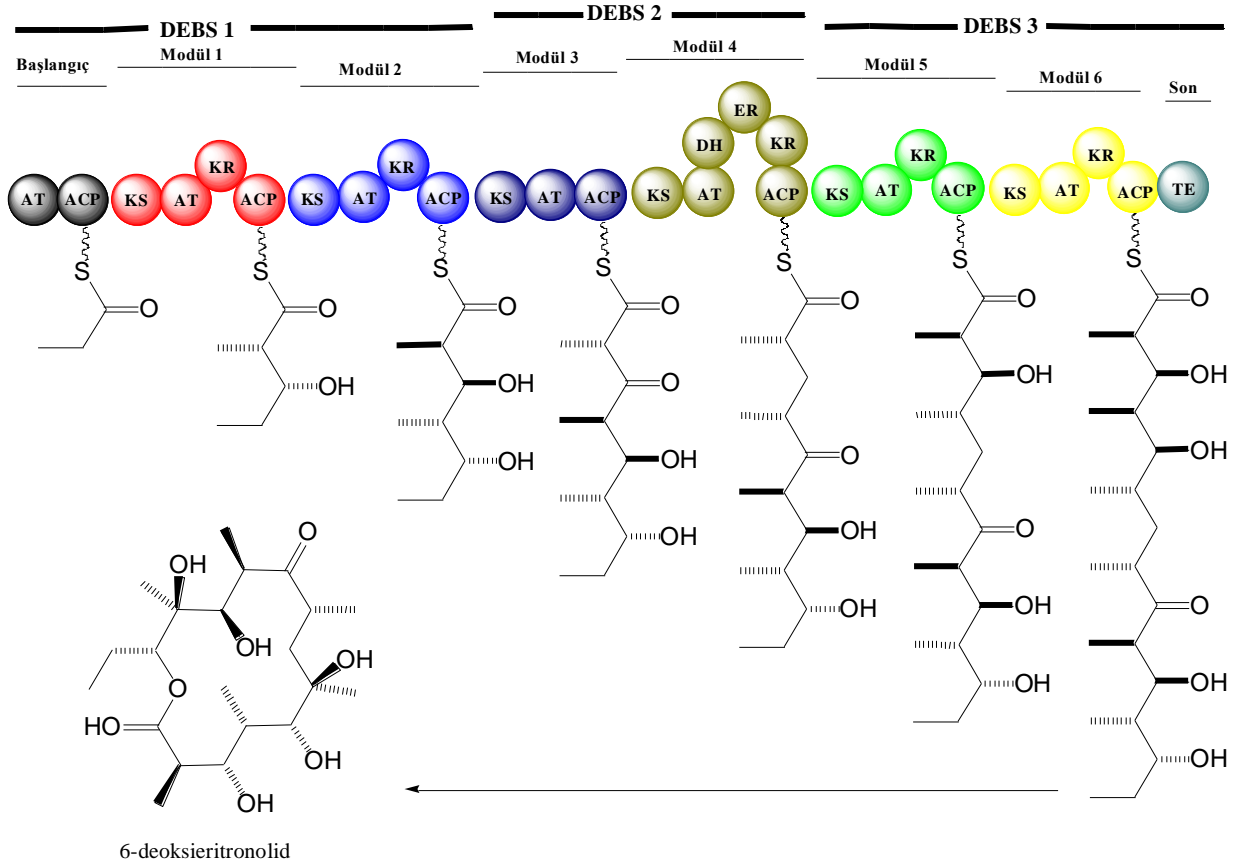 DEBS 1 DEBS 2 DEBS 3
Başlangıç Modül 1 Modül 2 Modül 3 Modül 4 Modül 5 Modül 6 Son
AT ACP KS AT KR ACP KS AT KR ACP KS AT ACP KS AT DH ER KR ACP KS AT KR ACP KS AT KR ACP TE
S S S S S S S
O O O O O O O
OH O OH OH
OH OH OH
OH O
OH OH O
OH OH OH
OH OH OH
O
OH
OH
OH
O
HO
OH
OH
6-deoksieritronolid